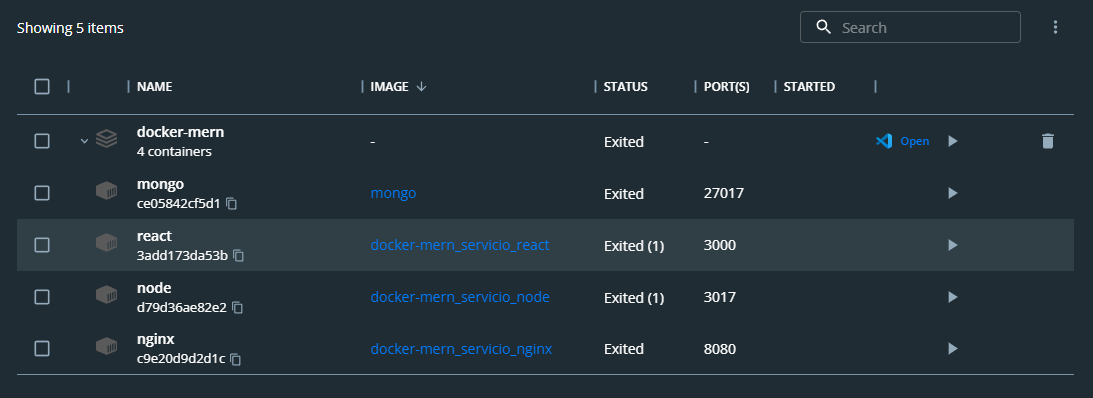 Showing 5 items
Search
NAME IMAGE STATUS PORT(S) STARTED
docker-mern
4 containers
- Exited - Open
mongo
ce05842cf5d1
mongo Exited 27017
react
3add173da53b
docker-mern_servicio_react Exited (1) 3000
node
d79d36ae82e2
docker-mern_servicio_node Exited (1) 3017
nginx
c9e20d9d2d1c
docker-mern_servicio_nginx Exited 8080